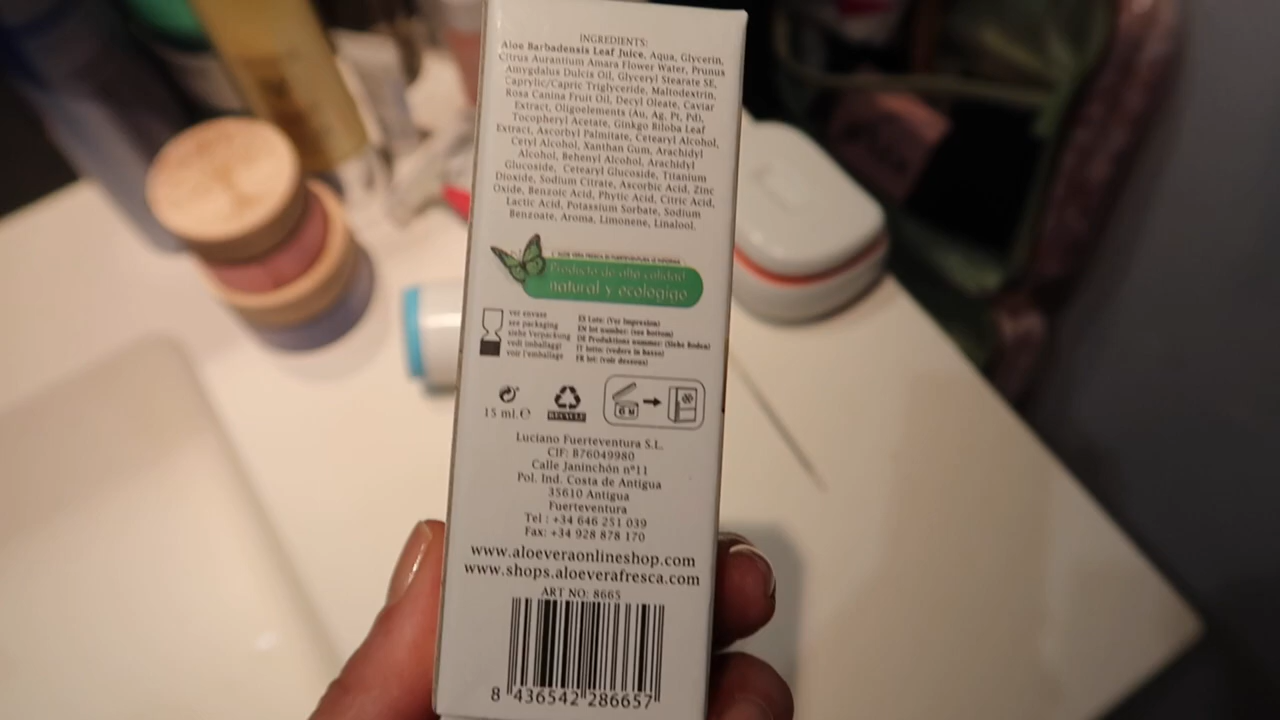 INGREDIENTS:
Aloe Barbadensis Leaf Juice, Aqua, Glycerin,
Citrus Aurantium Amara Flower Water, Prunus
Amygdalus Dulcis Oil, Glyceryl Stearate SE,
Caprylic/Capric Triglyceride, Maltodextrin,
Rosa Canina Fruit Oil, Decyl Oleate, Caviar
Extract, Oligoelements (Au, Ag, Pt, Pd),
Tocopheryl Acetate, Ginkgo Biloba Leaf
Extract, Ascorbyl Palmitate, Cetearyl Alcohol,
Cetyl Alcohol, Xanthan Gum, Arachidyl
Alcohol, Behenyl Alcohol, Arachidyl
Glucoside, Cetearyl Glucoside, Titanium
Dioxide, Sodium Citrate, Ascorbic Acid, Zinc
Oxide, Benzoic Acid, Phytic Acid, Citric Acid,
Lactic Acid, Potassium Sorbate, Sodium
Benzoate, Aroma, Limonene, Linalool.
Producto de alta calidad
natural y ecologigo
ver envase
see packaging
siehe Verpackung
vedi imballaggi
voir l'emballage
ES Lote: (Ver Impresion)
EN lot number: (see bottom)
DE Produktions nummer: (Siehe Boden)
IT lotto: (vedere in basso)
FR lot: (voir dessous)
15 ml. e
RECYCLE
6 M
Luciano Fuerteventura S.L.
CIF: B76049980
Calle Janinchón nº11
Pol. Ind. Costa de Antigua
35610 Antigua
Fuerteventura
Tel : +34 646 251 039
Fax: +34 928 878 170
www.aloeveraonlineshop.com
www.shops.aloeverafresca.com
ART NO: 8665
8 436542 286657